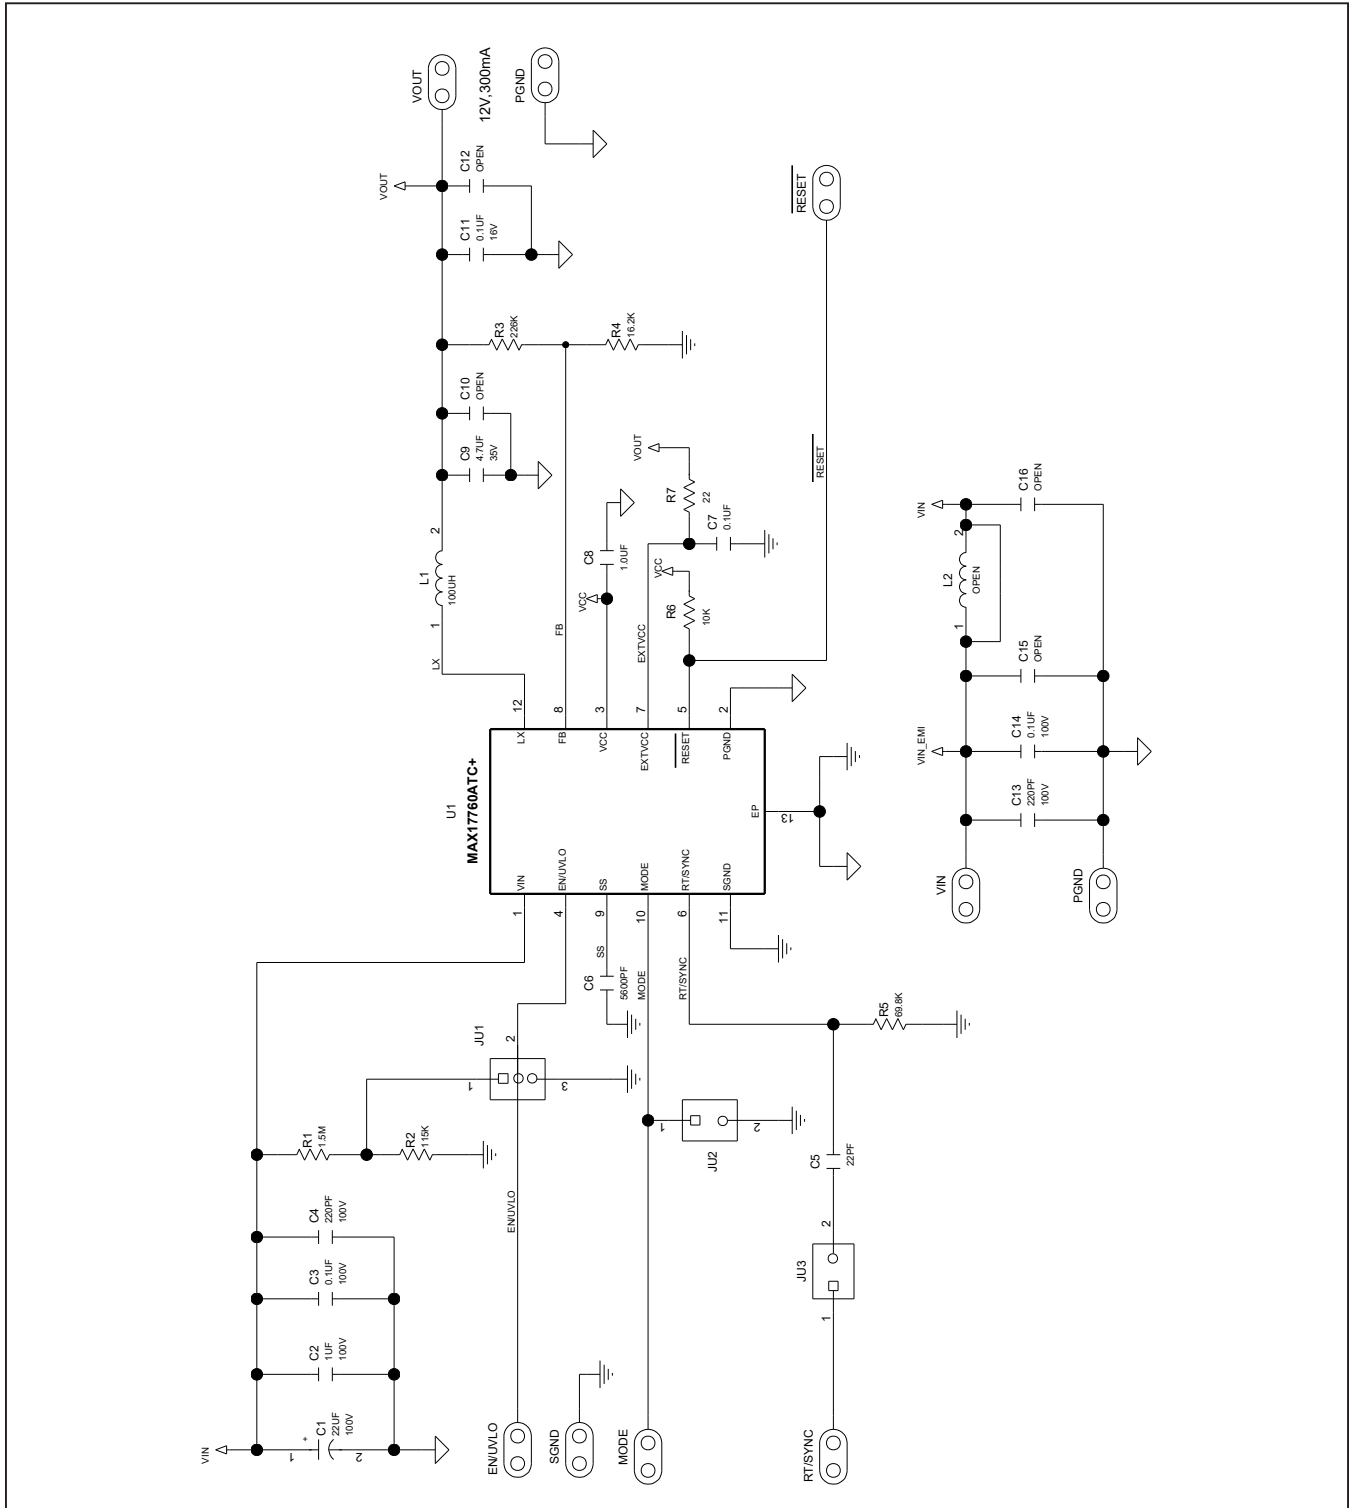 VIN
1
+
2
C1
22UF
100V
C2
1UF
100V
C3
0.1UF
100V
C4
220PF
100V
R1
1.5M
R2
115K
JU1
1
2
3
EN/UVLO
EN/UVLO
SGND
MODE
MODE
SS
C6
5600PF
JU2
1
2
RT/SYNC
RT/SYNC
JU3
1
2
C5
22PF
R5
69.8K
U1
MAX17760ATC+
1
VIN
4
EN/UVLO
9
SS
10
MODE
6
RT/SYNC
11
SGND
12
LX
8
FB
3
VCC
7
EXTVCC
5
RESET
2
PGND
EP
13
LX
1
2
L1
100UH
FB
VCC
C8
1.0UF
EXTVCC
VCC
R6
10K
C7
0.1UF
R7
22
VOUT
C9
4.7UF
35V
C10
OPEN
R3
226K
R4
16.2K
C11
0.1UF
16V
C12
OPEN
VOUT
VOUT
12V,300mA
PGND
RESET
RESET
VIN
PGND
C13
220PF
100V
VIN_EMI
C14
0.1UF
100V
C15
OPEN
1
2
L2
OPEN
VIN
C16
OPEN